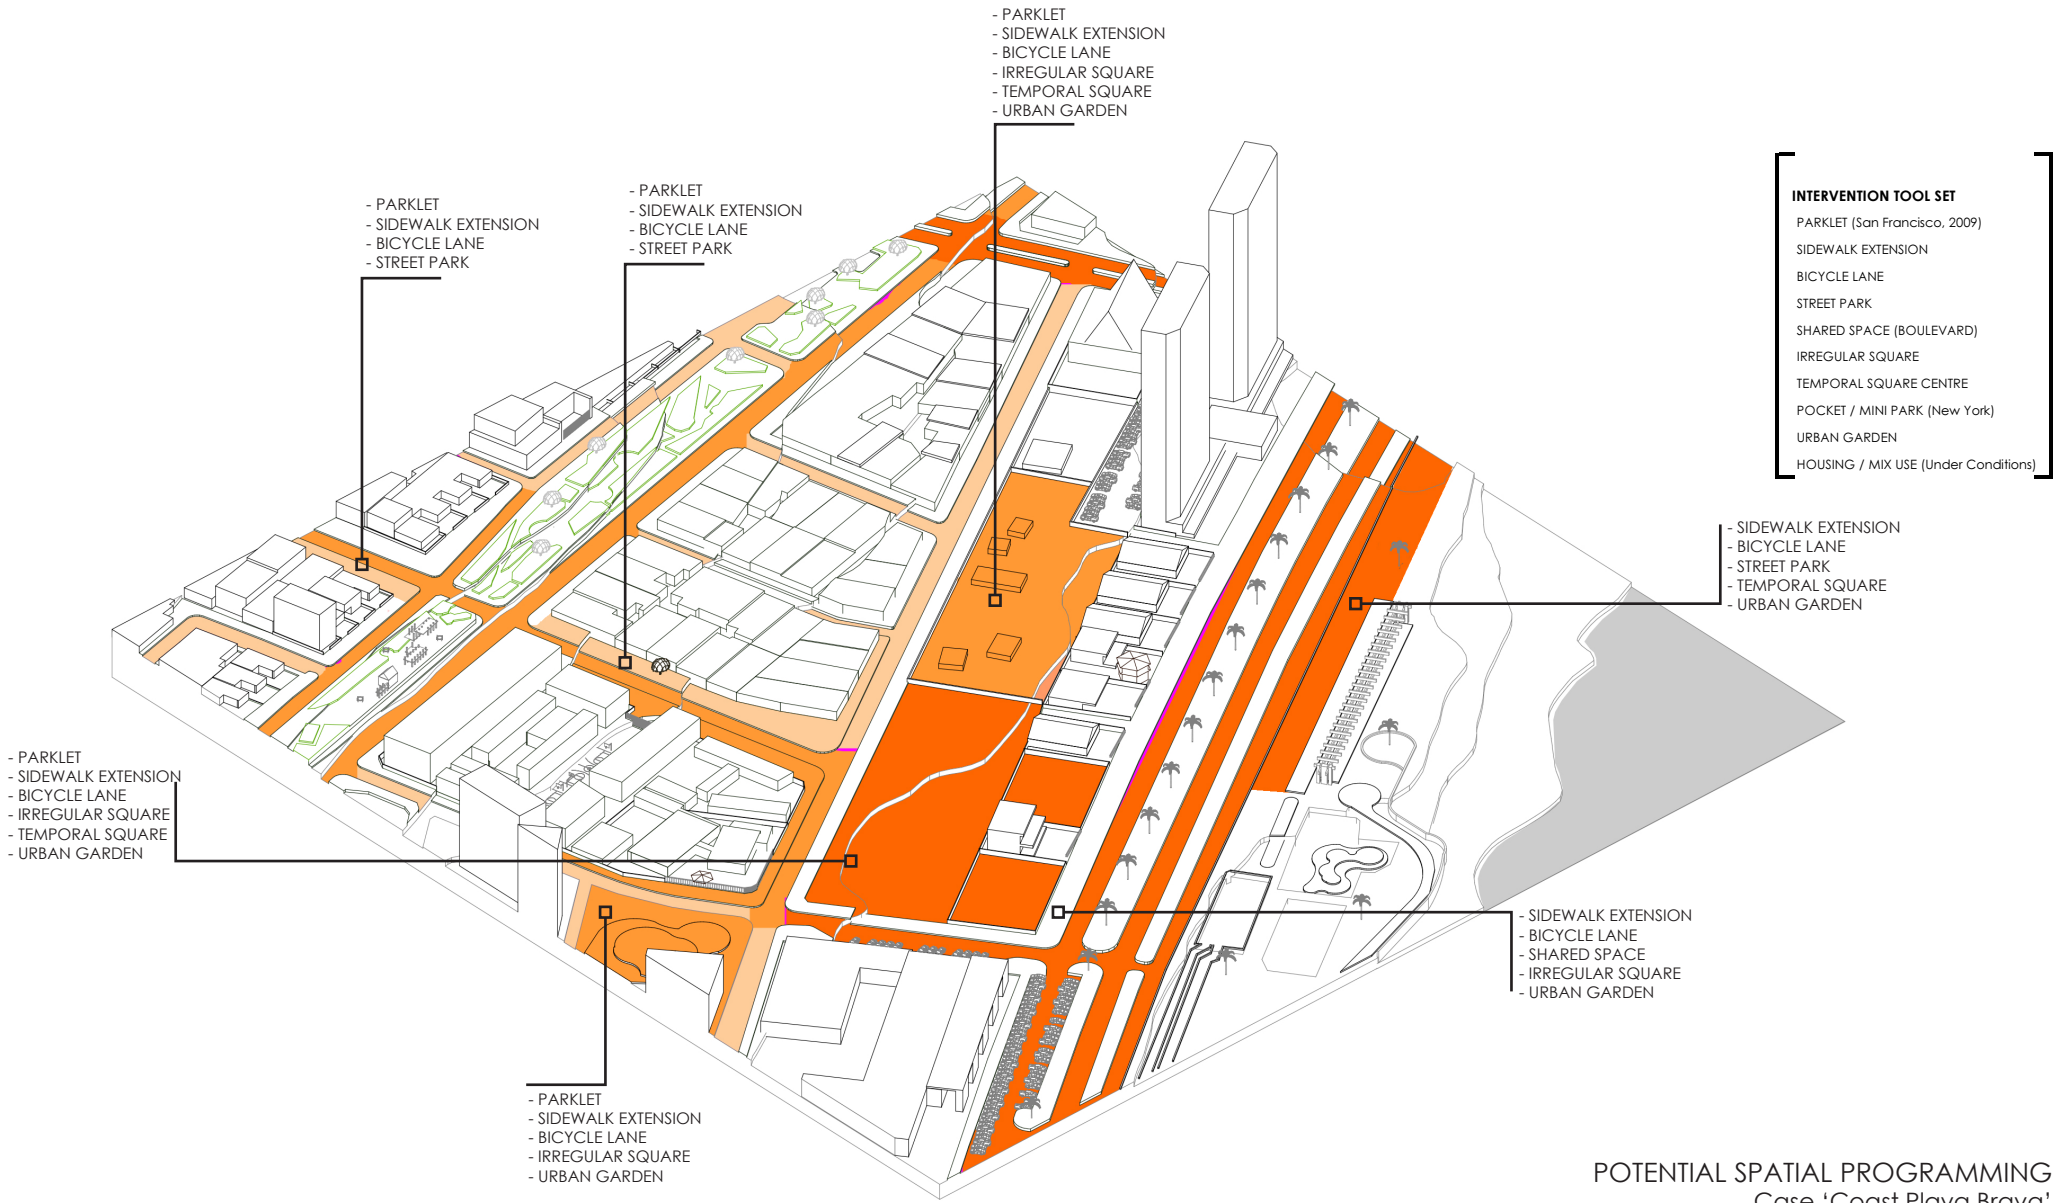 - PARKLET
- SIDEWALK EXTENSION
- BICYCLE LANE
- IRREGULAR SQUARE
- TEMPORAL SQUARE
- URBAN GARDEN
- PARKLET
- SIDEWALK EXTENSION
- BICYCLE LANE
- STREET PARK
- PARKLET
- SIDEWALK EXTENSION
- BICYCLE LANE
- STREET PARK
INTERVENTION TOOL SET
PARKLET (San Francisco, 2009)
SIDEWALK EXTENSION
BICYCLE LANE
STREET PARK
SHARED SPACE (BOULEVARD)
IRREGULAR SQUARE
TEMPORAL SQUARE CENTRE
POCKET / MINI PARK (New York)
URBAN GARDEN
HOUSING / MIX USE (Under Conditions)
- SIDEWALK EXTENSION
- BICYCLE LANE
- STREET PARK
- TEMPORAL SQUARE
- URBAN GARDEN
- PARKLET
- SIDEWALK EXTENSION
- BICYCLE LANE
- IRREGULAR SQUARE
- TEMPORAL SQUARE
- URBAN GARDEN
- SIDEWALK EXTENSION
- BICYCLE LANE
- SHARED SPACE
- IRREGULAR SQUARE
- URBAN GARDEN
- PARKLET
- SIDEWALK EXTENSION
- BICYCLE LANE
- IRREGULAR SQUARE
- URBAN GARDEN
POTENTIAL SPATIAL PROGRAMMING
Case 'Coast Playa Brava'